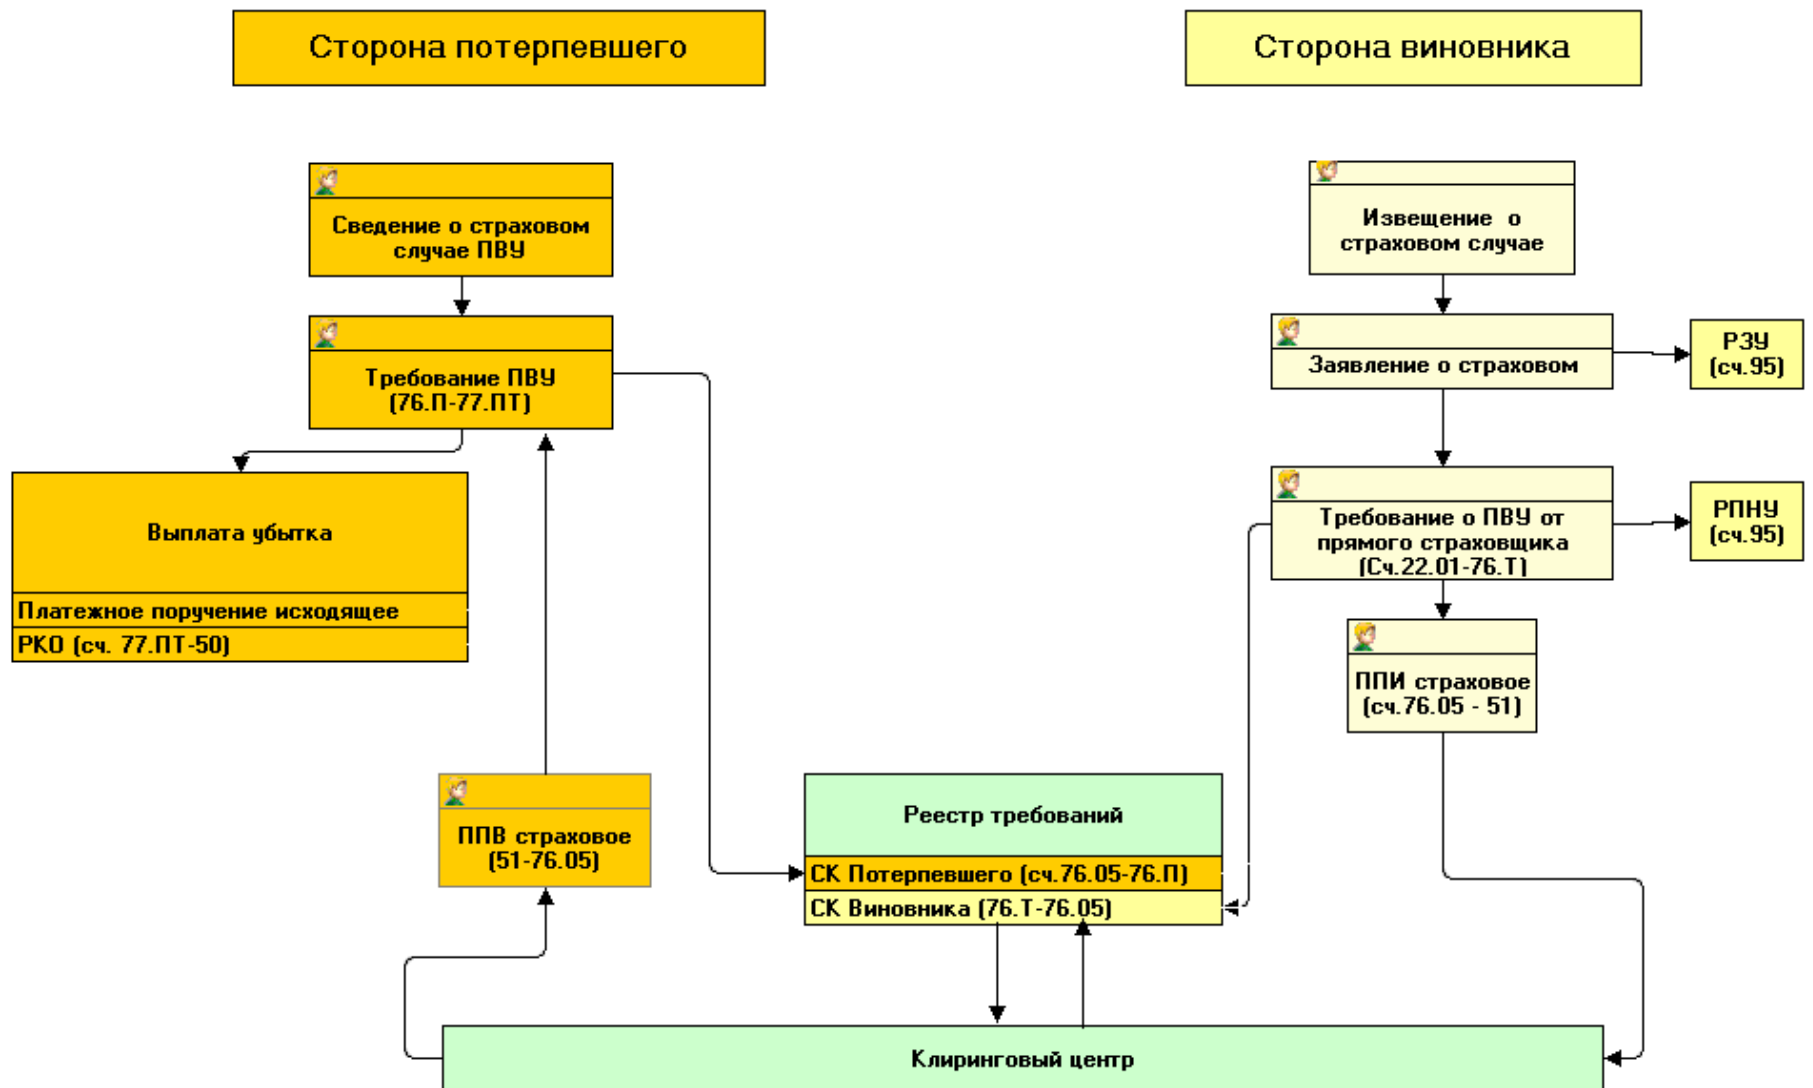 Сторона потерпевшего
Сторона виновника
Сведение о страховом
случае ПВУ
Требование ПВУ
(76.П-77.ПТ)
Выплата убытка
Платежное поручение исходящее
РКО (сч. 77.ПТ-50)
ППВ страховое
(51-76.05)
Извещение о
страховом случае
Заявление о страховом
РЗУ
(сч.95)
Требование о ПВУ от
прямого страховщика
(Сч.22.01-76.Т)
РПНУ
(сч.95)
ППИ страховое
(сч.76.05 - 51)
Реестр требований
СК Потерпевшего (сч.76.05-76.П)
СК Виновника (76.Т-76.05)
Клиринговый центр